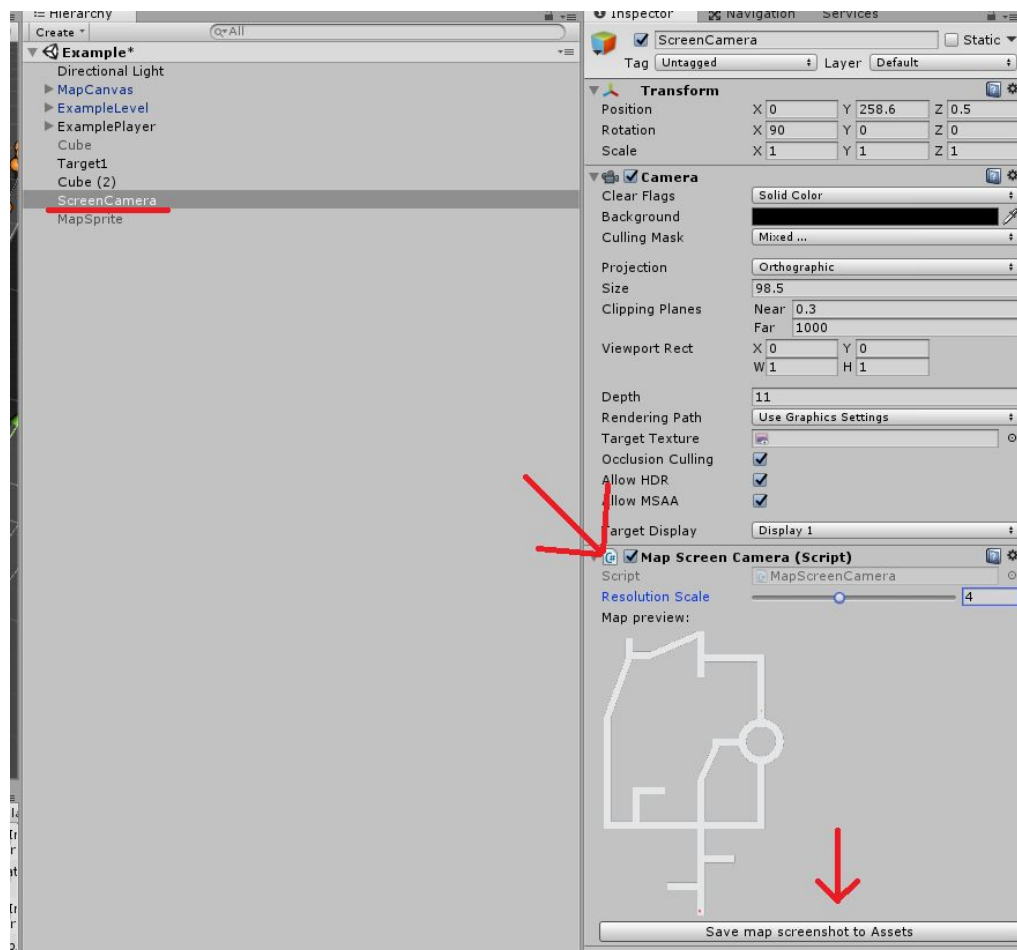 Hierarchy
Create
All
Example*
Directional Light
MapCanvas
ExampleLevel
ExamplePlayer
Cube
Target1
Cube (2)
ScreenCamera
MapSprite
Inspector Navigation Services
ScreenCamera Static
Tag Untagged Layer Default
Transform
Position X 0 Y 258.6 Z 0.5
Rotation X 90 Y 0 Z 0
Scale X 1 Y 1 Z 1
Camera
Clear Flags Solid Color
Background
Culling Mask Mixed ...
Projection Orthographic
Size 98.5
Clipping Planes Near 0.3
Far 1000
Viewport Rect X 0 Y 0
W 1 H 1
Depth 11
Rendering Path Use Graphics Settings
Target Texture
Occlusion Culling
Allow HDR
Allow MSAA
Target Display Display 1
Map Screen Camera (Script)
Script MapScreenCamera
Resolution Scale 4
Map preview:
Save map screenshot to Assets